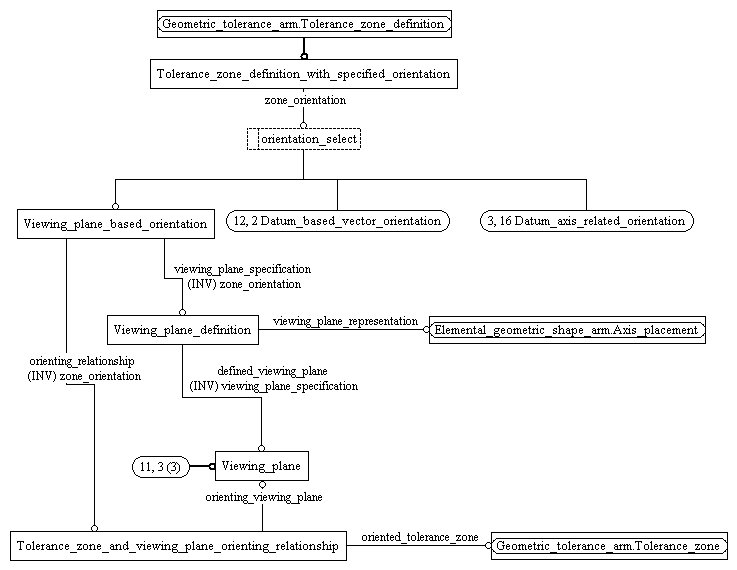 Geometric_tolerance_arm.Tolerance_zone_definition
Tolerance_zone_definition_with_specified_orientation
zone_orientation
orientation_select
Viewing_plane_based_orientation
12, 2 Datum_based_vector_orientation
3, 16 Datum_axis_related_orientation
viewing_plane_specification
(INV) zone_orientation
Viewing_plane_definition
viewing_plane_representation
Elemental_geometric_shape_arm.Axis_placement
orienting_relationship
(INV) zone_orientation
defined_viewing_plane
(INV) viewing_plane_specification
11, 3 (3)
Viewing_plane
orienting_viewing_plane
Tolerance_zone_and_viewing_plane_orienting_relationship
oriented_tolerance_zone
Geometric_tolerance_arm.Tolerance_zone